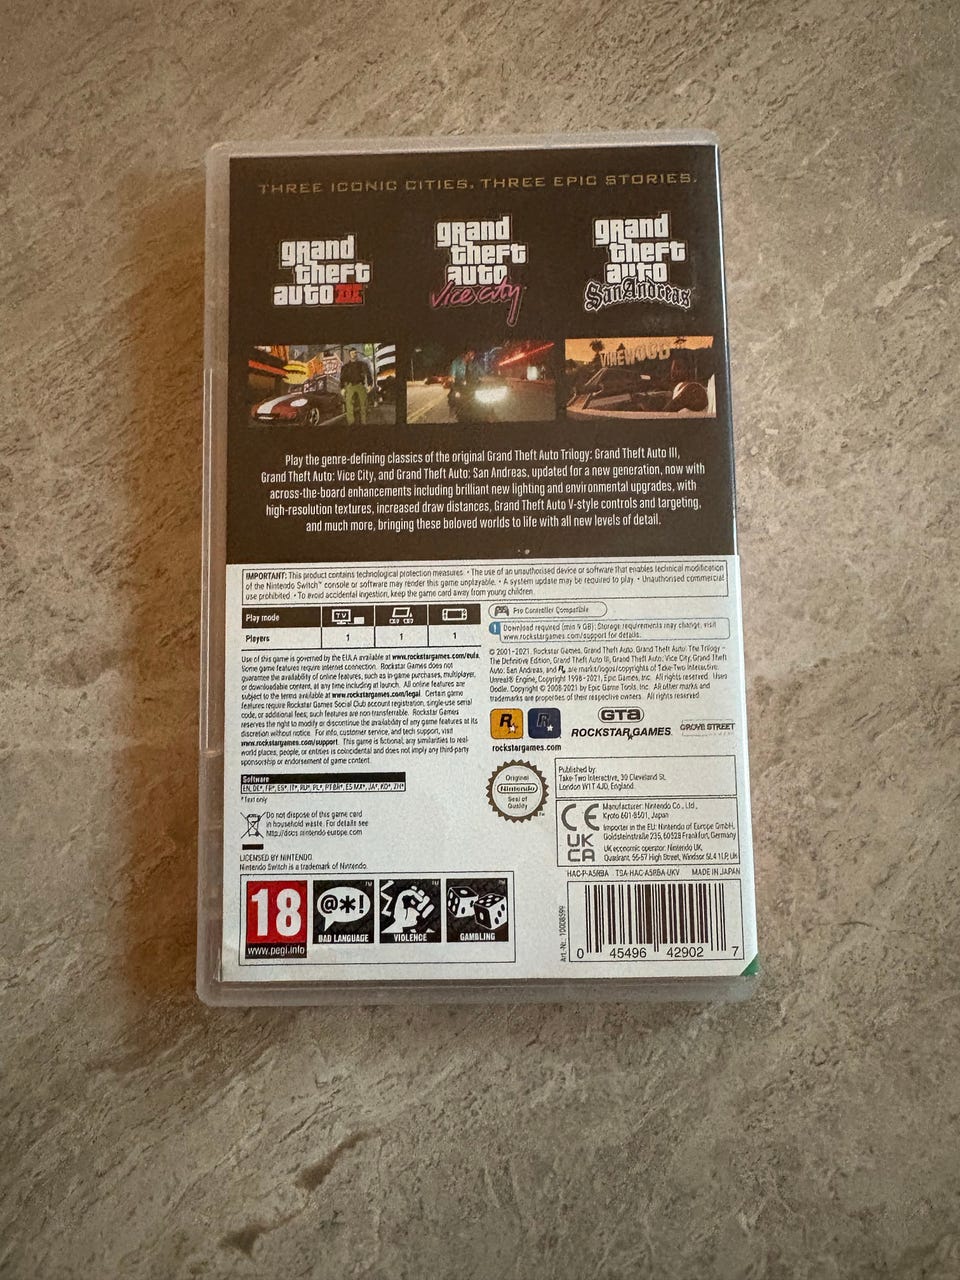 THREE ICONIC CITIES. THREE EPIC STORIES.
grand
theft
auto III
grand
theft
auto
Vice City
grand
theft
auto
San Andreas
VINEWOOD
Play the genre-defining classics of the original Grand Theft Auto Trilogy: Grand Theft Auto III,
Grand Theft Auto: Vice City, and Grand Theft Auto: San Andreas, updated for a new generation, now with
across-the-board enhancements including brilliant new lighting and environmental upgrades, with
high-resolution textures, increased draw distances, Grand Theft Auto V-style controls and targeting,
and much more, bringing these beloved worlds to life with all new levels of detail.
IMPORTANT: This product contains technological protection measures. • The use of an unauthorised device or software that enables technical modification
of the Nintendo Switch™ console or software may render this game unplayable. • A system update may be required to play. • Unauthorised commercial
use prohibited. • To avoid accidental ingestion, keep the game card away from young children.
Play mode TV
Players 1 1 1
Pro Controller Compatible
Download required (min 9 GB); Storage requirements may change, visit
www.rockstargames.com/support for details.
Use of this game is governed by the EULA available at www.rockstargames.com/eula.
Some game features require internet connection. Rockstar Games does not
guarantee the availability of online features, such as in-game purchases, multiplayer,
or downloadable content, at any time including at launch. All online features are
subject to the terms available at www.rockstargames.com/legal. Certain game
features require Rockstar Games Social Club account registration, single-use serial
code, or additional fees; such features are non-transferrable. Rockstar Games
reserves the right to modify or discontinue the availability of any game features at its
discretion without notice. For info, customer service, and tech support, visit
www.rockstargames.com/support. This game is fictional; any similarities to real-
world places, people, or entities is coincidental and does not imply any third-party
sponsorship or endorsement of game content.
© 2001-2021. Rockstar Games, Grand Theft Auto, Grand Theft Auto: The Trilogy -
The Definitive Edition, Grand Theft Auto III, Grand Theft Auto: Vice City, Grand Theft
Auto: San Andreas, and R* are marks/logos/copyrights of Take-Two Interactive.
Unreal® Engine, Copyright 1998-2021, Epic Games, Inc. All rights reserved. Uses
Oodle. Copyright © 2008-2021 by Epic Game Tools, Inc. All other marks and
trademarks are properties of their respective owners. All rights reserved.
R R
GTA
ROCKSTAR GAMES
GROVE STREET
rockstargames.com
Software
EN, DE*, FR*, ES*, IT*, RU*, PL*, PT BR*, ES MX*, JA*, KO*, ZH*
* Text only
Do not dispose of this game card
in household waste. For details see
http://docs.nintendo-europe.com
LICENSED BY NINTENDO.
Nintendo Switch is a trademark of Nintendo.
Original
Nintendo
Seal of
Quality
Published by:
Take-Two Interactive, 30 Cleveland St,
London W1T 4JD, England.
CE
UK
CA
Manufacturer: Nintendo Co., Ltd.,
Kyoto 601-8501, Japan
Importer in the EU: Nintendo of Europe GmbH,
Goldsteinstraße 235, 60528 Frankfurt, Germany
UK economic operator: Nintendo UK,
Quadrant, 55-57 High Street, Windsor SL4 1LP, UK
HAC-P-A5RBA TSA-HAC-A5RBA-UKV MADE IN JAPAN
18
www.pegi.info
@*!
BAD LANGUAGE
VIOLENCE
GAMBLING
Art.-Nr.: 10008599
0 45496 42902 7